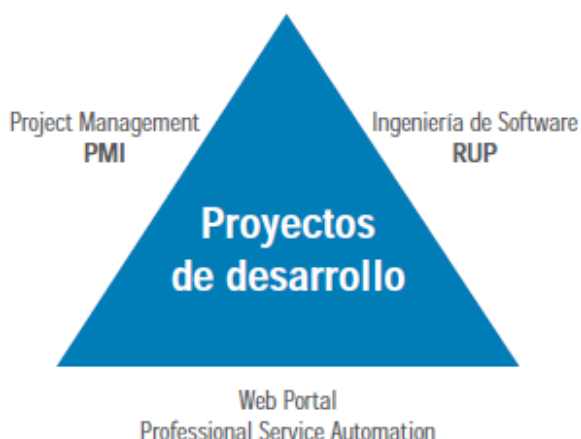 Project Management
PMI
Ingeniería de Software
RUP
Proyectos
de desarrollo
Web Portal
Professional Service Automation